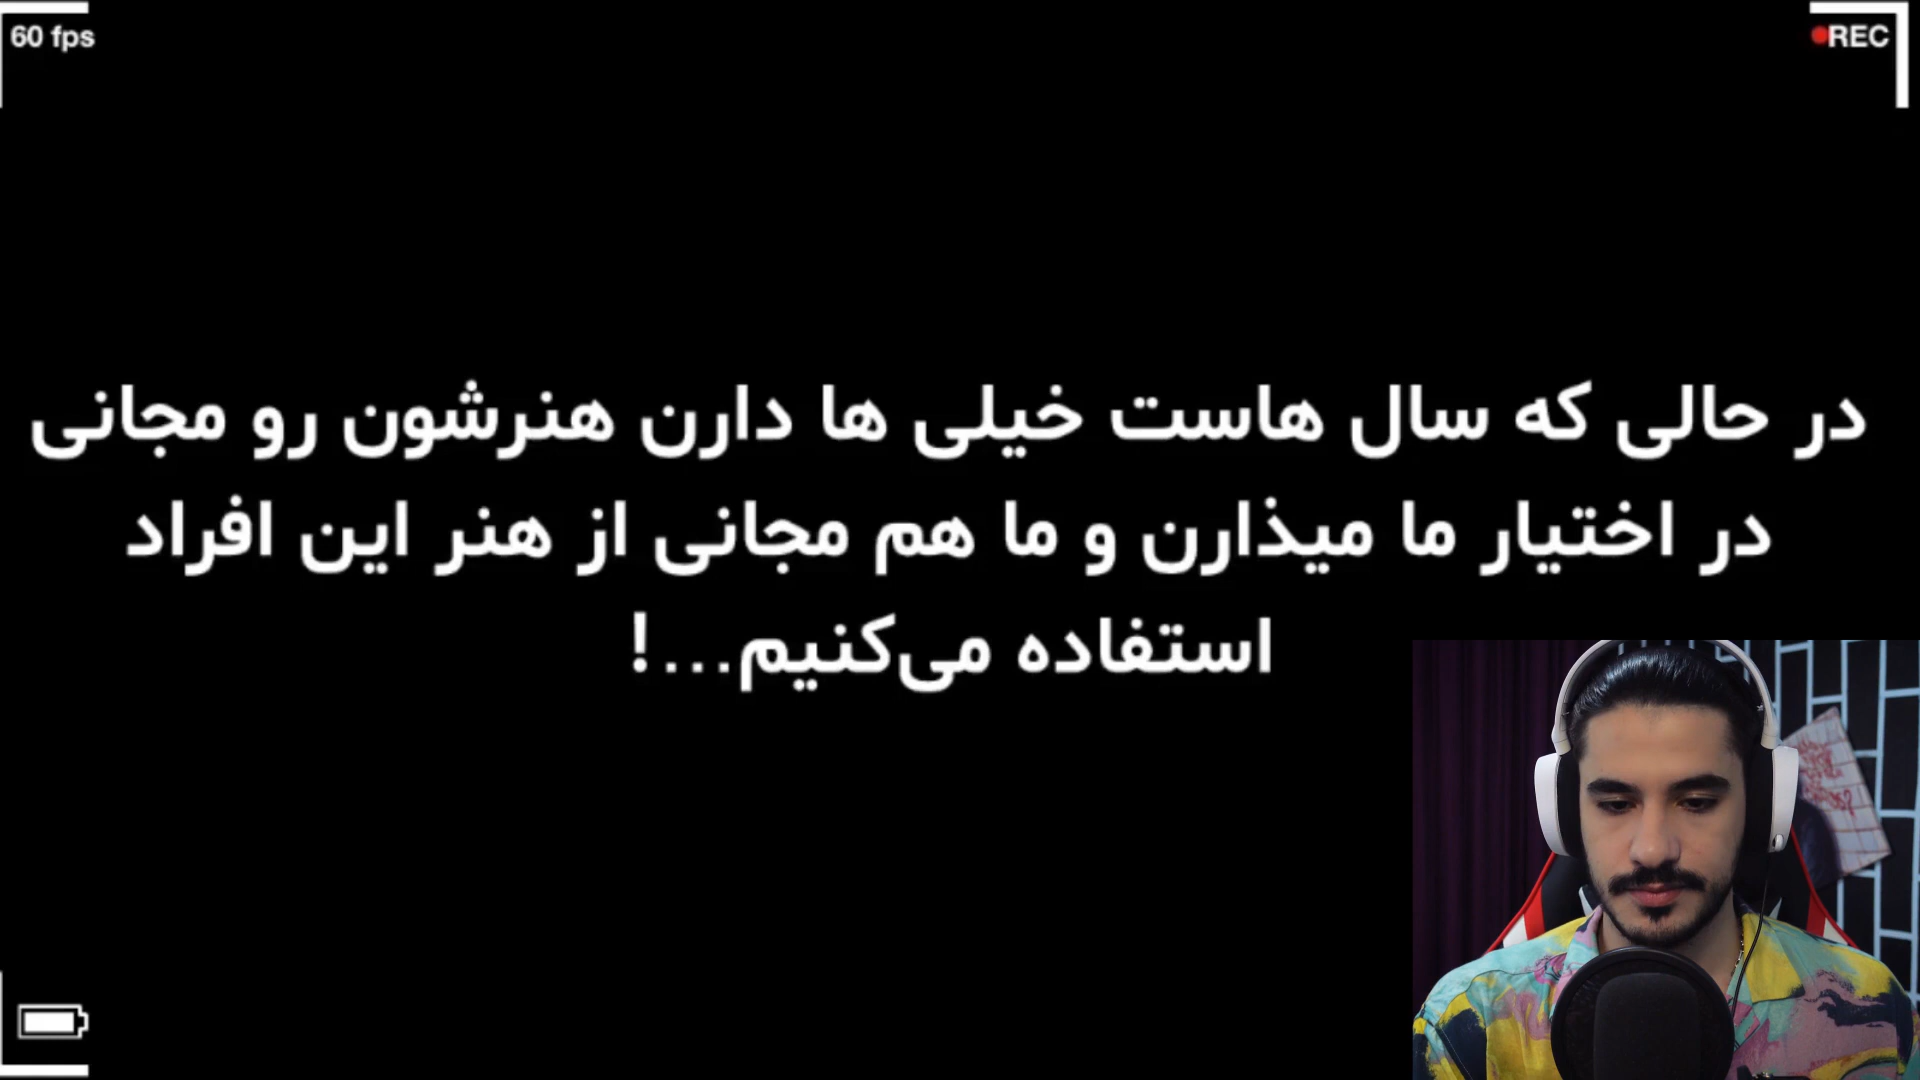 60 fps
REC
در حالی که سال هاست خیلی ها دارن هنرشون رو مجانی
در اختیار ما میذارن و ما هم مجانی از هنر این افراد
استفاده می‌کنیم...!